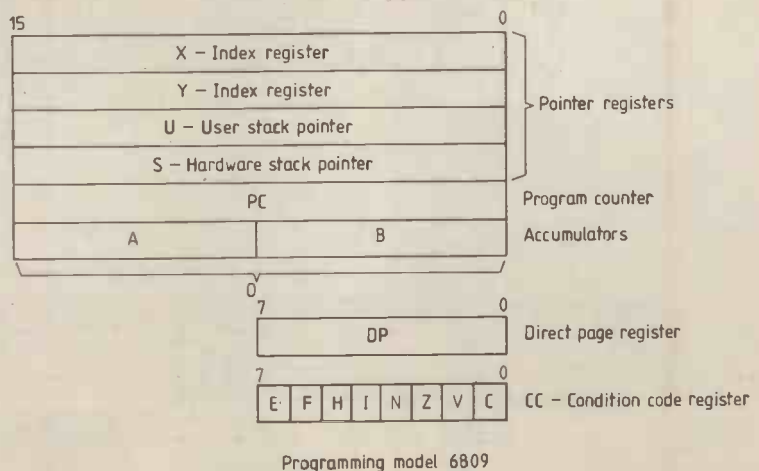 15 0
X – Index register
Y – Index register
U – User stack pointer
S – Hardware stack pointer
Pointer registers
PC Program counter
A B Accumulators
D
7 0
DP Direct page register
7 0
E F H I N Z V C CC – Condition code register
Programming model 6809